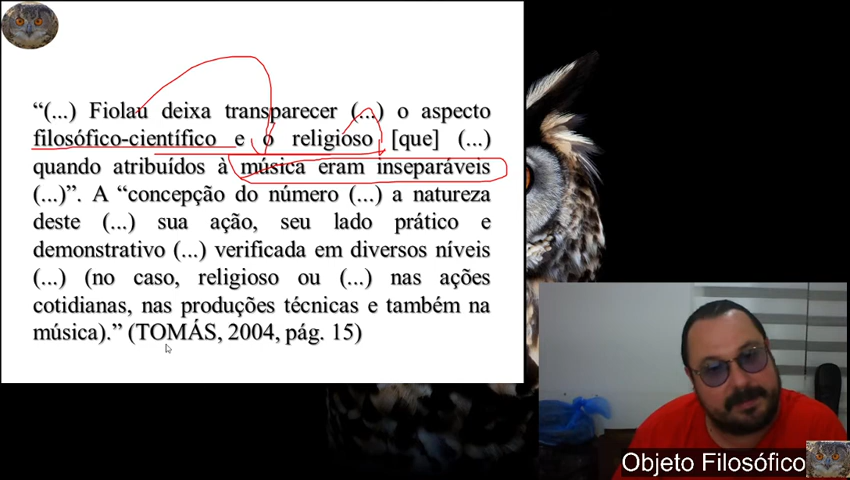 “(...) Fiolau deixa transparecer (...) o aspecto
filosófico-científico e o religioso [que] (...)
quando atribuídos à música eram inseparáveis
(...)”. A “concepção do número (...) a natureza
deste (...) sua ação, seu lado prático e
demonstrativo (...) verificada em diversos níveis
(...) (no caso, religioso ou (...) nas ações
cotidianas, nas produções técnicas e também na
música).” (TOMÁS, 2004, pág. 15)
Objeto Filosófico